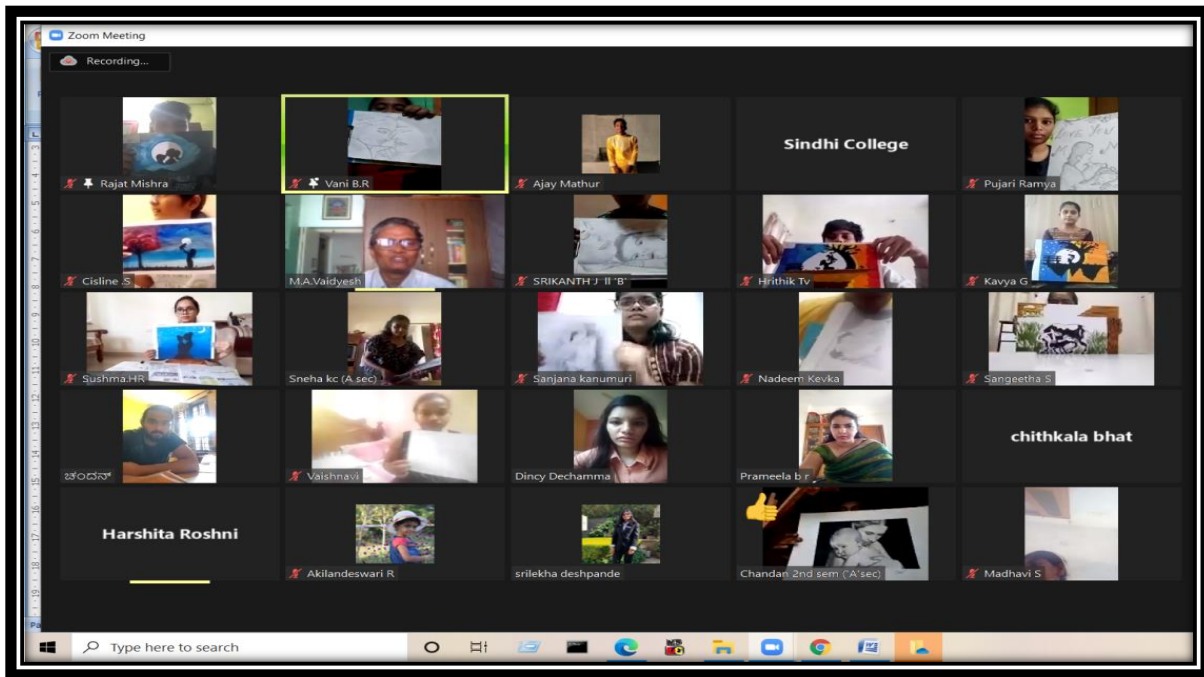 Zoom Meeting
Recording...
Rajat Mishra
Vani B.R
Ajay Mathur
Sindhi College
Pujari Ramya
Cisline .S
M.A.Vaidyesh
SRIKANTH J II 'B'
Hrithik Tv
Kavya G
Sushma.HR
Sneha kc (A sec)
Sanjana kanumuri
Nadeem Kevka
Sangeetha S
ಚಂದನ್
Vaishnavi
Dincy Dechamma
Prameela b r
chithkala bhat
Harshita Roshni
Akilandeswari R
srilekha deshpande
Chandan 2nd sem ('A'sec)
Madhavi S
Type here to search